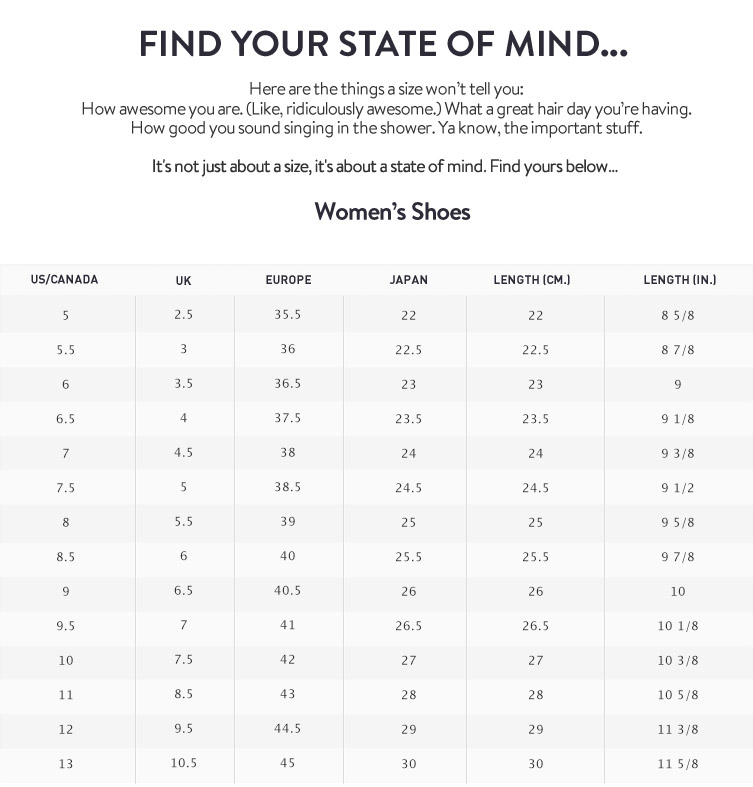 FIND YOUR STATE OF MIND...
Here are the things a size won't tell you:
How awesome you are. (Like, ridiculously awesome.) What a great hair day you're having.
How good you sound singing in the shower. Ya know, the important stuff.
It's not just about a size, it's about a state of mind. Find yours below...
Women's Shoes
US/CANADA UK EUROPE JAPAN LENGTH (CM.) LENGTH (IN.)
5 2.5 35.5 22 22 8 5/8
5.5 3 36 22.5 22.5 8 7/8
6 3.5 36.5 23 23 9
6.5 4 37.5 23.5 23.5 9 1/8
7 4.5 38 24 24 9 3/8
7.5 5 38.5 24.5 24.5 9 1/2
8 5.5 39 25 25 9 5/8
8.5 6 40 25.5 25.5 9 7/8
9 6.5 40.5 26 26 10
9.5 7 41 26.5 26.5 10 1/8
10 7.5 42 27 27 10 3/8
11 8.5 43 28 28 10 5/8
12 9.5 44.5 29 29 11 3/8
13 10.5 45 30 30 11 5/8